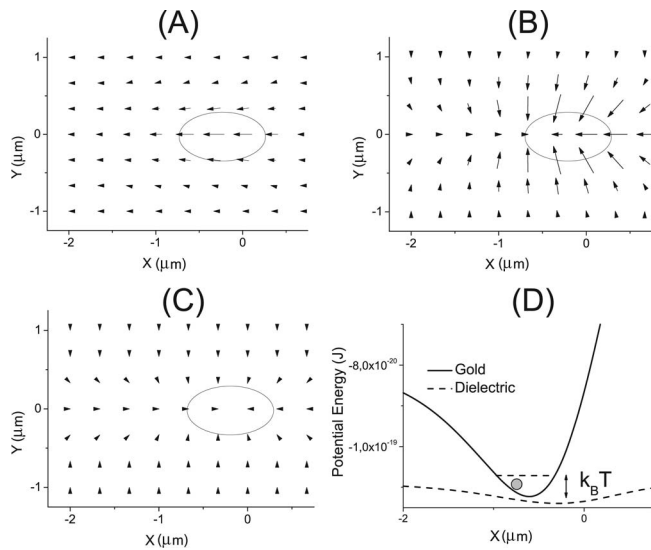 (A)
1
0
-1
Y (μm)
-2
-1
0
X (μm)
(B)
1
0
-1
Y (μm)
-2
-1
0
X (μm)
(C)
1
0
-1
Y (μm)
-2
-1
0
X (μm)
(D)
Potential Energy (J)
-8,0x10⁻²⁰
-1,0x10⁻¹⁹
Gold
Dielectric
kBT
-2
-1
0
X (μm)